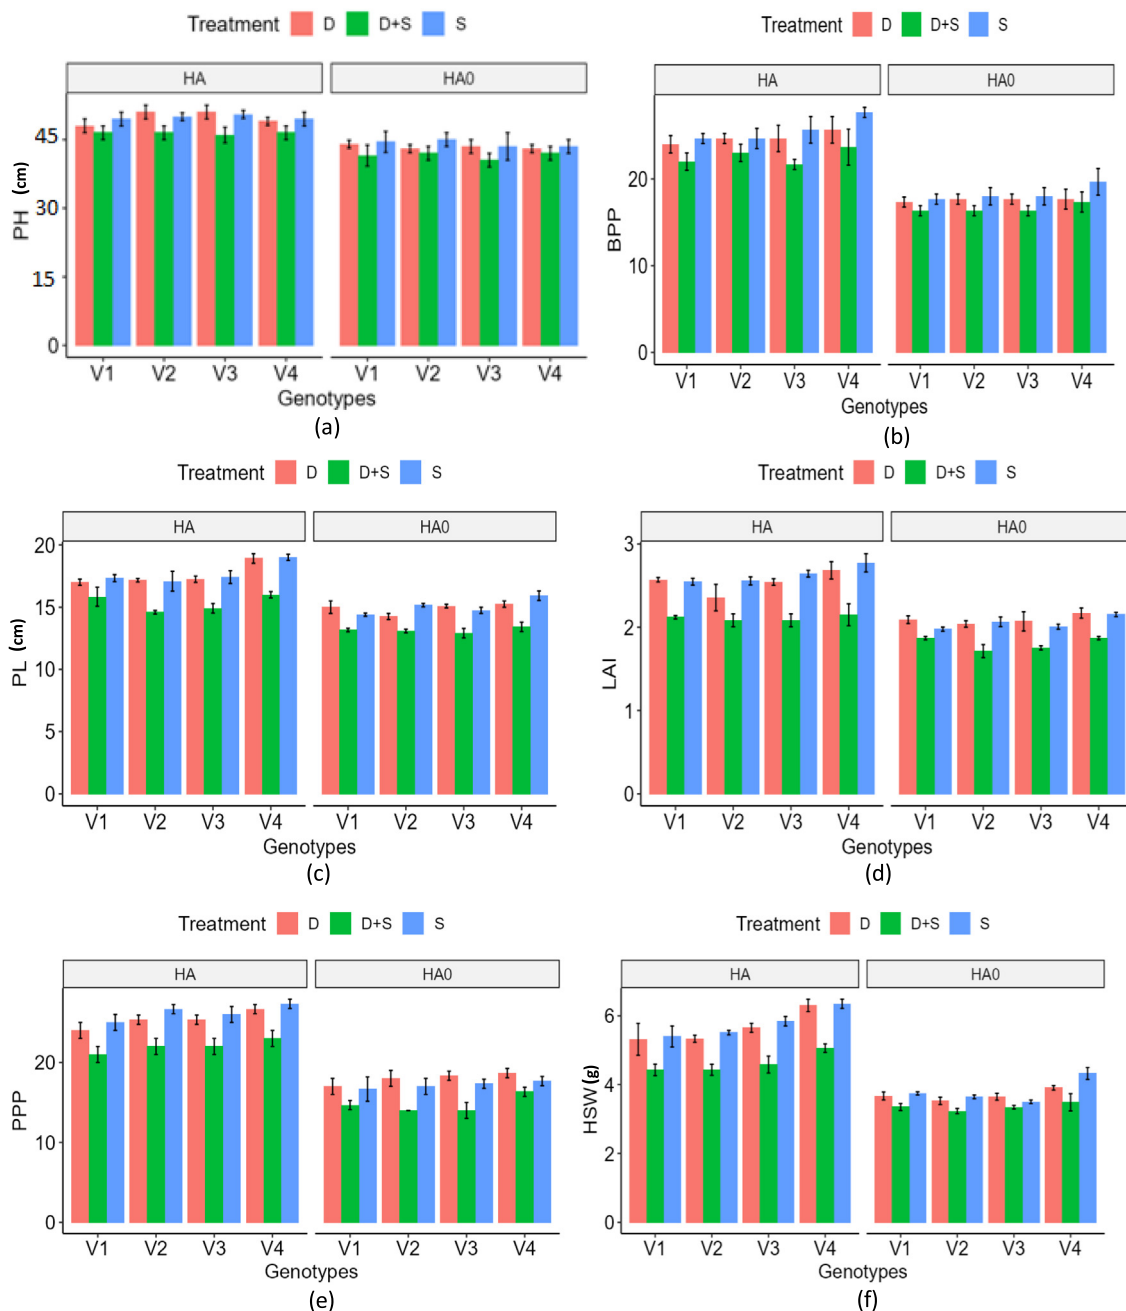 Treatment D D+S S
HA HA0
PH (cm)
45
30
15
0
V1 V2 V3 V4 V1 V2 V3 V4
Genotypes
(a)
Treatment D D+S S
HA HA0
BPP
20
10
0
V1 V2 V3 V4 V1 V2 V3 V4
Genotypes
(b)
Treatment D D+S S
HA HA0
PL (cm)
20
15
10
5
0
V1 V2 V3 V4 V1 V2 V3 V4
Genotypes
(c)
Treatment D D+S S
HA HA0
LAI
3
2
1
0
V1 V2 V3 V4 V1 V2 V3 V4
Genotypes
(d)
Treatment D D+S S
HA HA0
PPP
20
10
0
V1 V2 V3 V4 V1 V2 V3 V4
Genotypes
(e)
Treatment D D+S S
HA HA0
HSW (g)
6
4
2
0
V1 V2 V3 V4 V1 V2 V3 V4
Genotypes
(f)